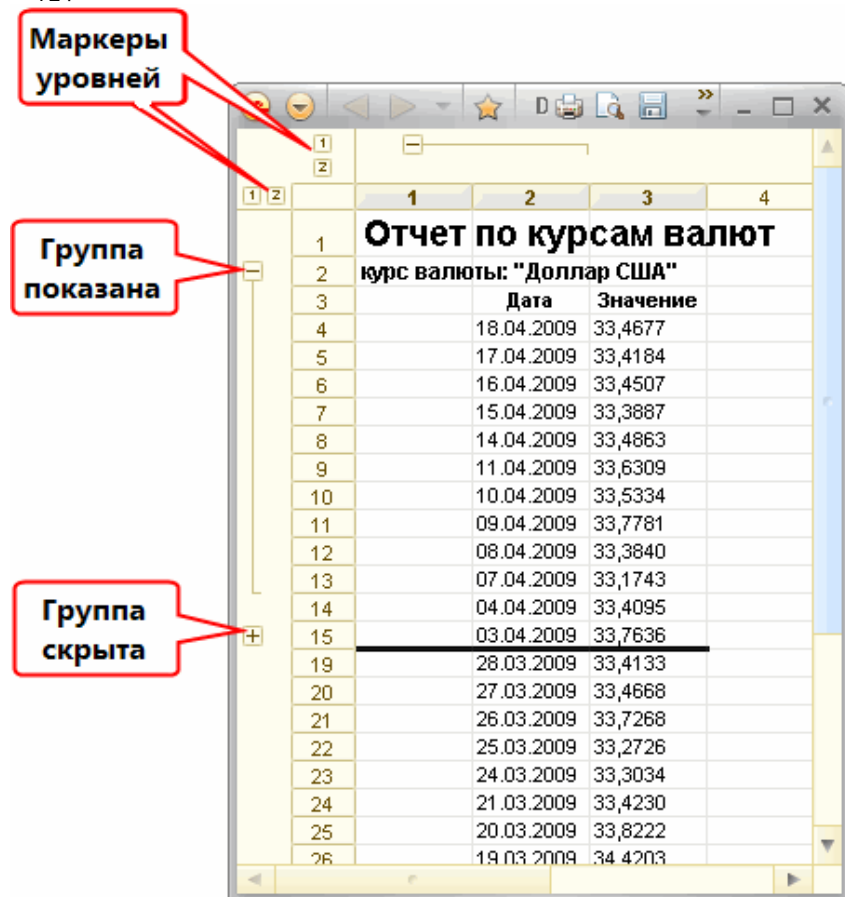 Маркеры
уровней
D
1
2
1 2 1 2 3 4
1 Отчет по курсам валют
Группа
показана
2 курс валюты: "Доллар США"
3 Дата Значение
4 18.04.2009 33,4677
5 17.04.2009 33,4184
6 16.04.2009 33,4507
7 15.04.2009 33,3887
8 14.04.2009 33,4863
9 11.04.2009 33,6309
10 10.04.2009 33,5334
11 09.04.2009 33,7781
12 08.04.2009 33,3840
13 07.04.2009 33,1743
14 04.04.2009 33,4095
Группа
скрыта
15 03.04.2009 33,7636
19 28.03.2009 33,4133
20 27.03.2009 33,4668
21 26.03.2009 33,7268
22 25.03.2009 33,2726
23 24.03.2009 33,3034
24 21.03.2009 33,4230
25 20.03.2009 33,8222
26 19.03.2009 34,4203